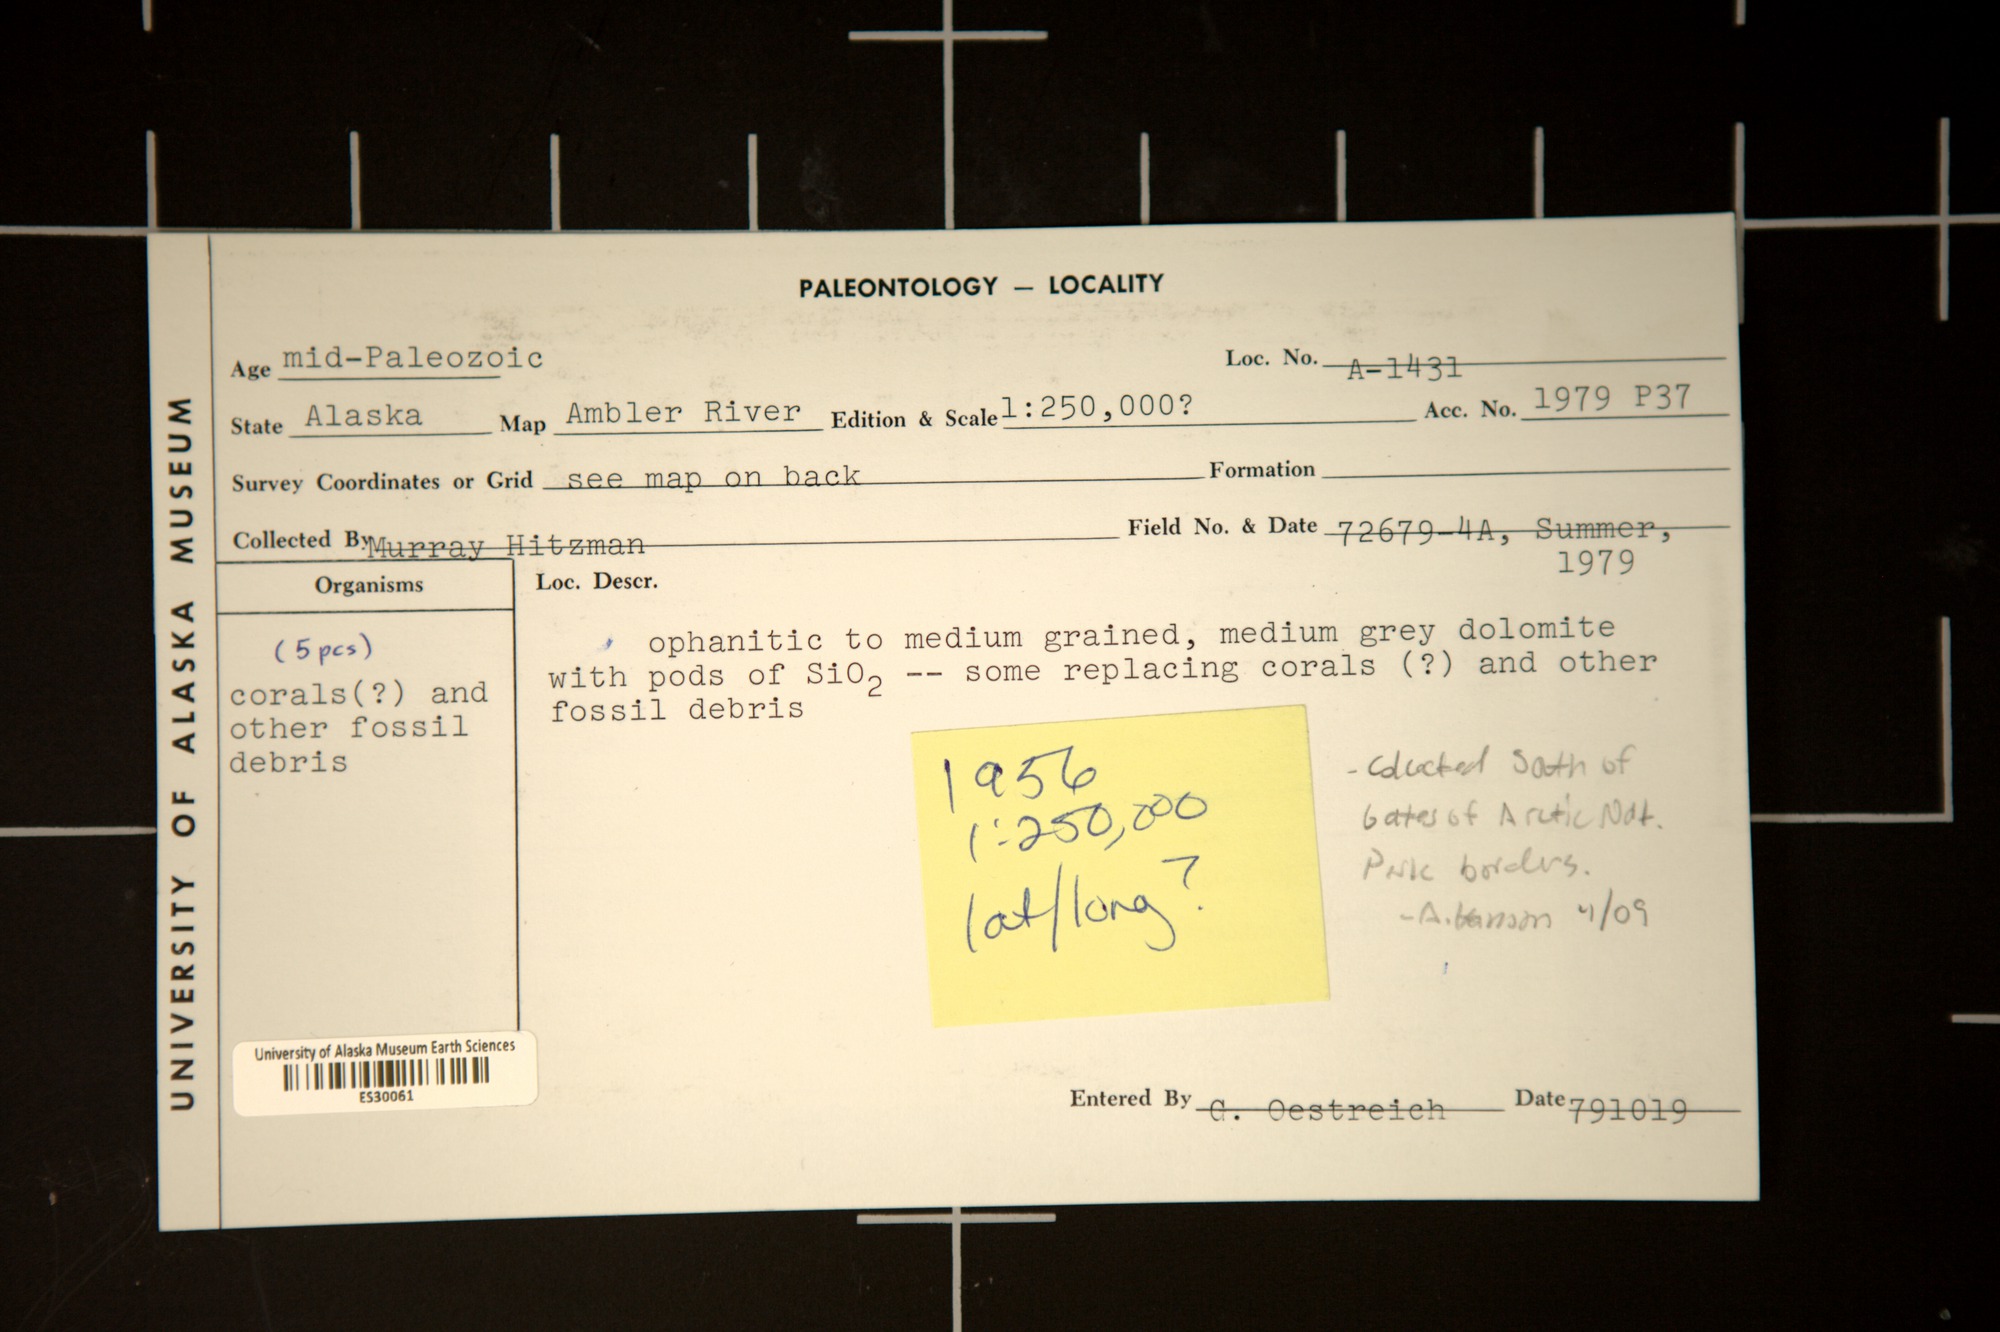 UNIVERSITY OF ALASKA MUSEUM
PALEONTOLOGY — LOCALITY
Age mid-Paleozoic Loc. No. A-1431
State Alaska Map Ambler River Edition & Scale 1:250,000? Acc. No. 1979 P37
Survey Coordinates or Grid see map on back Formation
Collected By Murray Hitzman Field No. & Date 72679-4A, Summer,
1979
Organisms
(5 pcs)
corals(?) and
other fossil
debris
Loc. Descr.
ophanitic to medium grained, medium grey dolomite
with pods of SiO2 -- some replacing corals (?) and other
fossil debris
1956
1:250,000
lat/long?
- Collected South of
Gates of Arctic Nat.
Park borders.
- A. 4/09
University of Alaska Museum Earth Sciences
ES30061
Entered By G. Oestreich Date 791019